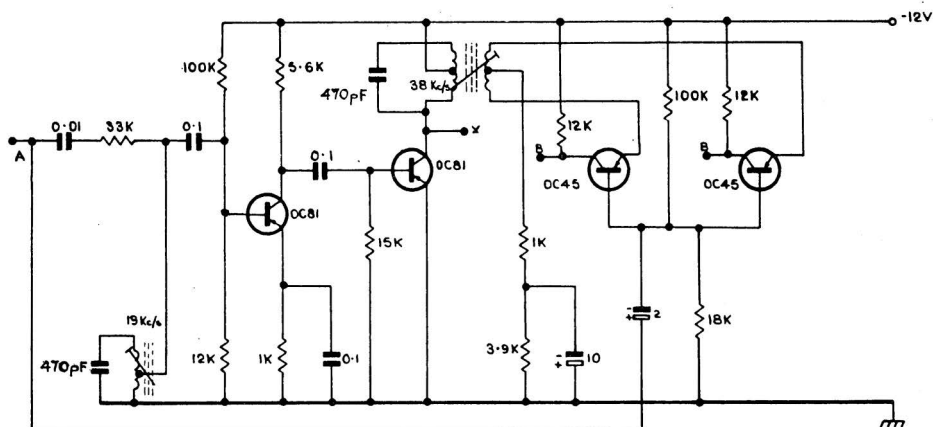 -12V
100K
5·6K
470pF
38Kc/s
12K
100K
12K
A
0·01
33K
0·1
0·1
X
B
B
OC81
OC81
OC45
OC45
15K
1K
19Kc/s
470pF
12K
1K
0·1
3·9K
- + 10
- + 2
18K